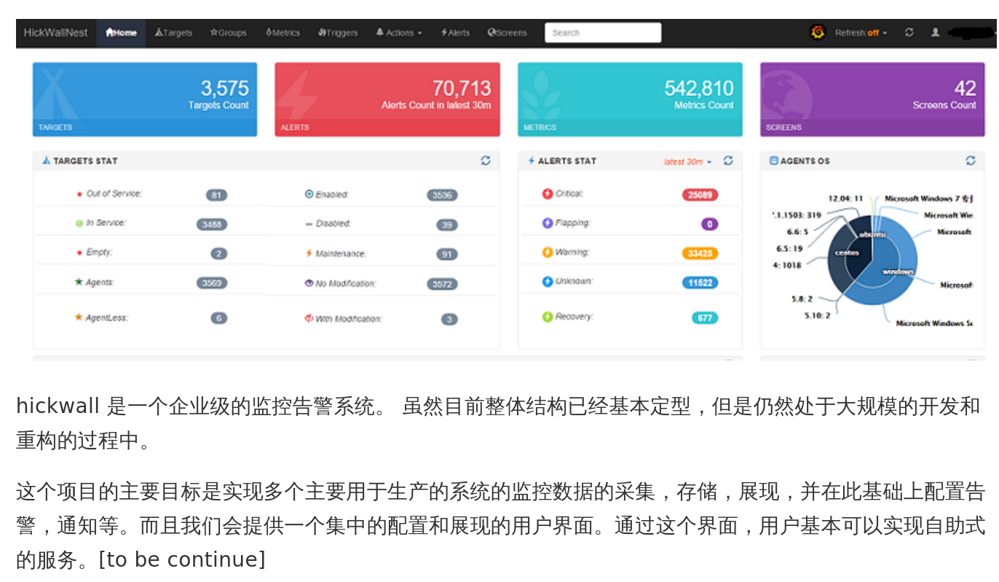 HickWallNest Home Targets Groups Metrics Triggers Actions Alerts Screens Search Refresh:off
3,575 70,713 542,810 42
Targets Count Alerts Count in latest 30m Metrics Count Screens Count
TARGETS ALERTS METRICS SCREENS
TARGETS STAT ALERTS STAT latest 30m AGENTS OS
Out of Service: 81 Enabled: 3536 Critical: 25089
In Service: 3488 Disabled: 39 Flapping: 0
Empty: 2 Maintenance: 91 Warning: 33425
Agents: 3569 No Modification: 3572 Unknown: 11522
AgentLess: 6 With Modification: 3 Recovery: 677
12.04: 11 Microsoft Windows 7
.1.1503: 319 Microsoft Win
6.6: 5 ubuntu Microsoft
6.5: 19 centos
4: 1018 windows
Microsof
5.8: 2
5.10: 2 Microsoft Windows Se
hickwall 是一个企业级的监控告警系统。 虽然目前整体结构已经基本定型，但是仍然处于大规模的开发和
重构的过程中。
这个项目的主要目标是实现多个主要用于生产的系统的监控数据的采集，存储，展现，并在此基础上配置告
警，通知等。而且我们会提供一个集中的配置和展现的用户界面。通过这个界面，用户基本可以实现自助式
的服务。[to be continue]